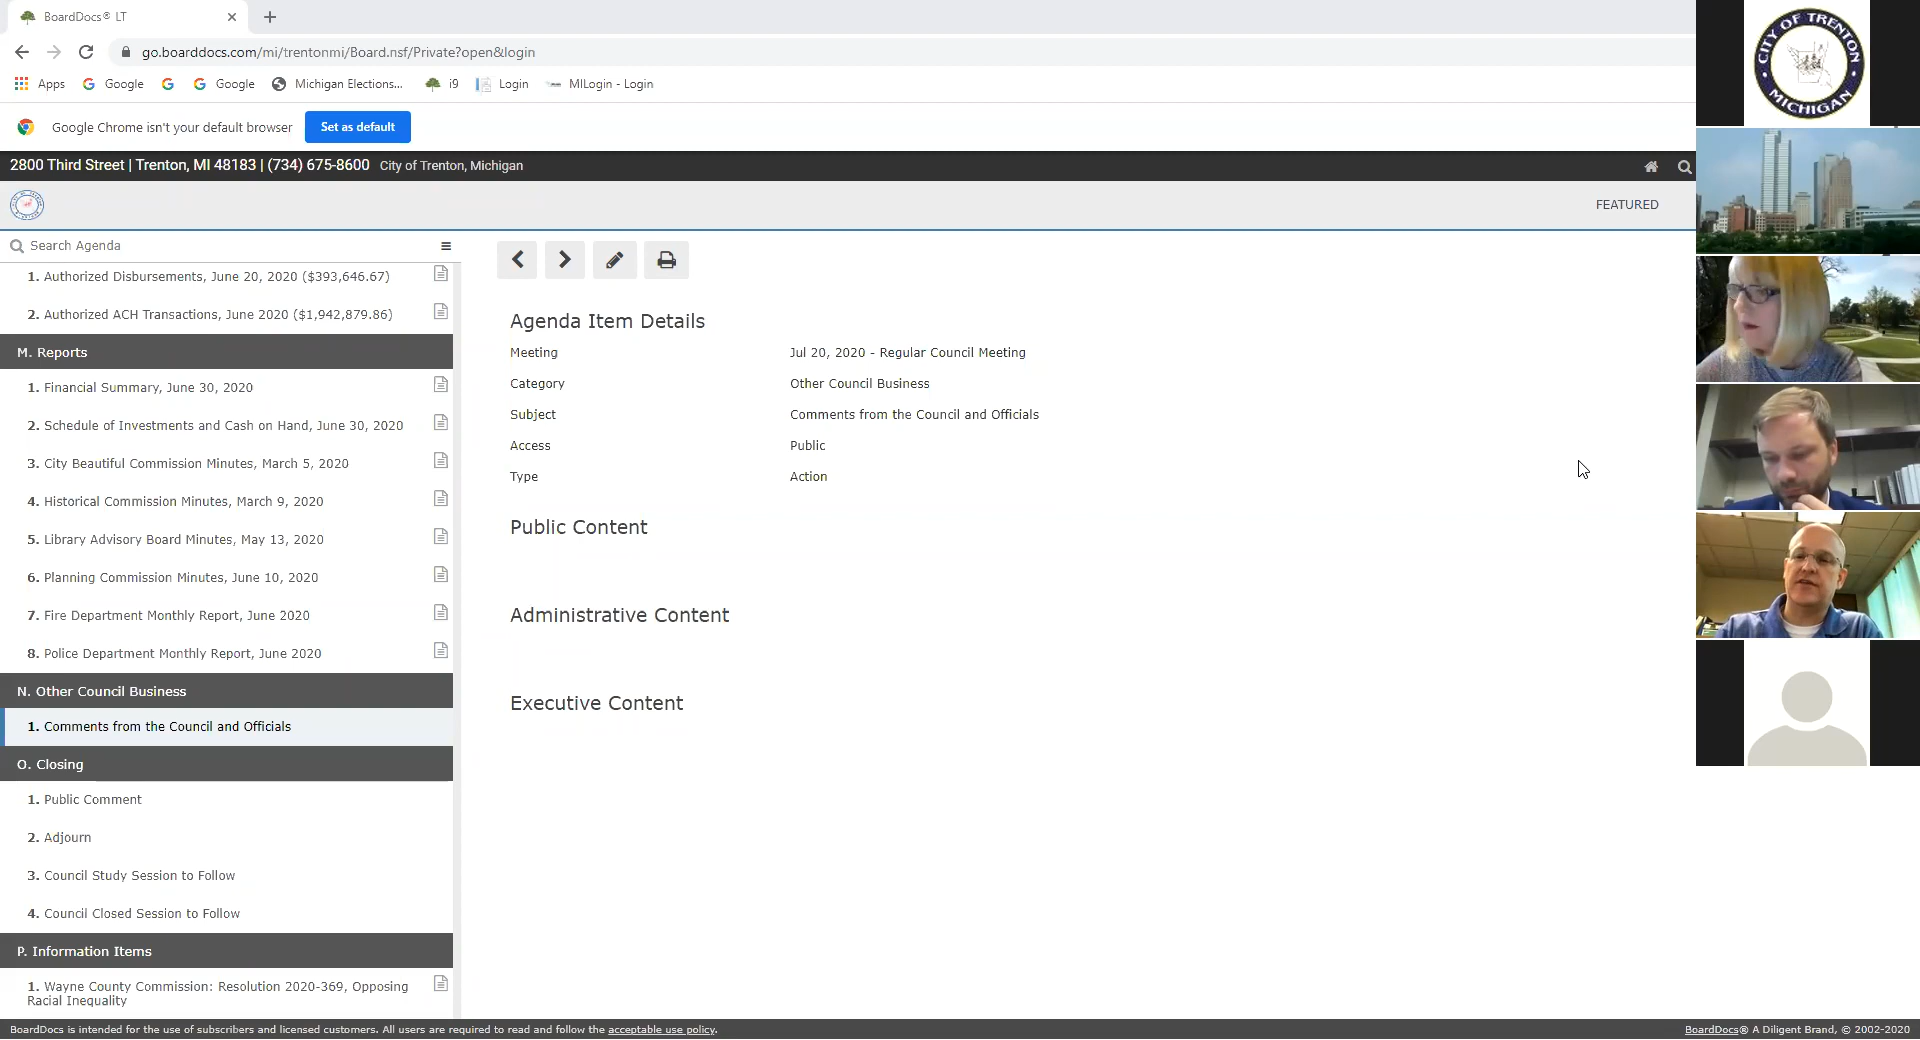 BoardDocs® LT
go.boarddocs.com/mi/trentonmi/Board.nsf/Private?open&login
Apps
Google
Google
Michigan Elections...
i9
Login
MILogin - Login
Google Chrome isn't your default browser
Set as default
2800 Third Street | Trenton, MI 48183 | (734) 675-8600 City of Trenton, Michigan
FEATURED
Search Agenda
1. Authorized Disbursements, June 20, 2020 ($393,646.67)
2. Authorized ACH Transactions, June 2020 ($1,942,879.86)
M. Reports
1. Financial Summary, June 30, 2020
2. Schedule of Investments and Cash on Hand, June 30, 2020
3. City Beautiful Commission Minutes, March 5, 2020
4. Historical Commission Minutes, March 9, 2020
5. Library Advisory Board Minutes, May 13, 2020
6. Planning Commission Minutes, June 10, 2020
7. Fire Department Monthly Report, June 2020
8. Police Department Monthly Report, June 2020
N. Other Council Business
1. Comments from the Council and Officials
O. Closing
1. Public Comment
2. Adjourn
3. Council Study Session to Follow
4. Council Closed Session to Follow
P. Information Items
1. Wayne County Commission: Resolution 2020-369, Opposing
Racial Inequality
Agenda Item Details
Meeting Jul 20, 2020 - Regular Council Meeting
Category Other Council Business
Subject Comments from the Council and Officials
Access Public
Type Action
Public Content
Administrative Content
Executive Content
CITY OF TRENTON
MICHIGAN
BoardDocs is intended for the use of subscribers and licensed customers. All users are required to read and follow the acceptable use policy.
BoardDocs® A Diligent Brand, © 2002-2020